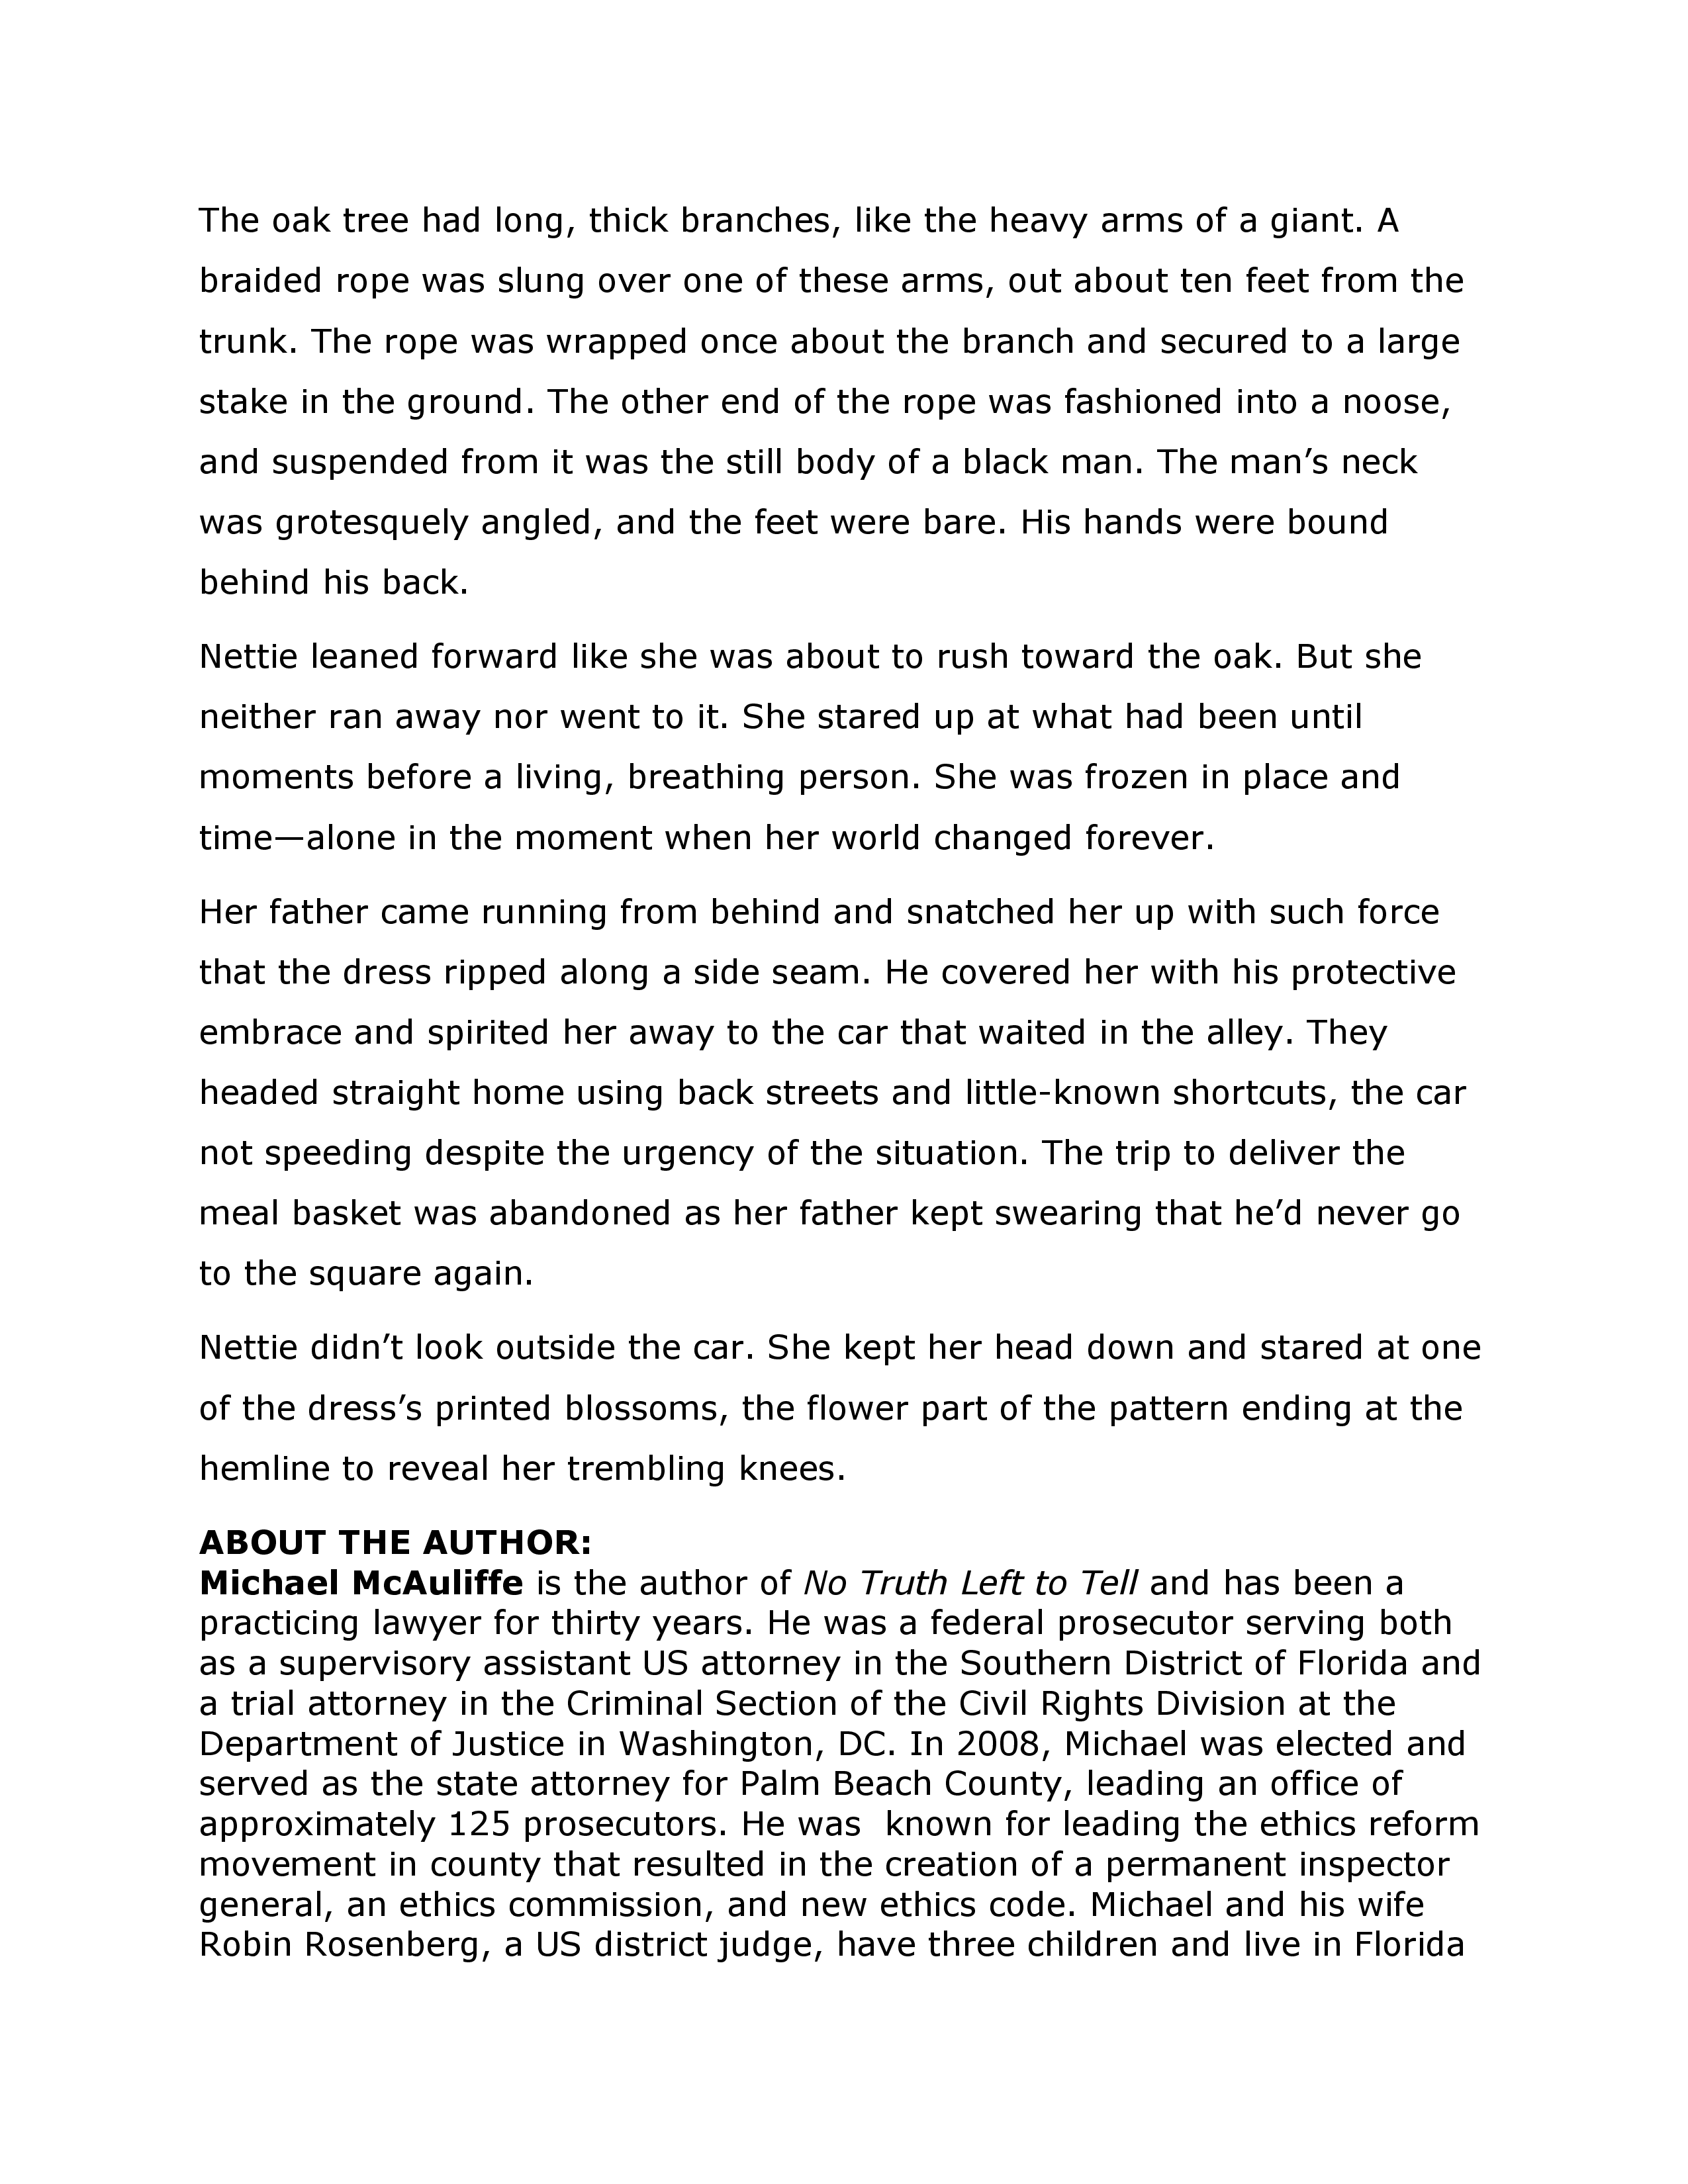 The oak tree had long, thick branches, like the heavy arms of a giant. A
braided rope was slung over one of these arms, out about ten feet from the
trunk. The rope was wrapped once about the branch and secured to a large
stake in the ground. The other end of the rope was fashioned into a noose,
and suspended from it was the still body of a black man. The man’s neck
was grotesquely angled, and the feet were bare. His hands were bound
behind his back.
Nettie leaned forward like she was about to rush toward the oak. But she
neither ran away nor went to it. She stared up at what had been until
moments before a living, breathing person. She was frozen in place and
time—alone in the moment when her world changed forever.
Her father came running from behind and snatched her up with such force
that the dress ripped along a side seam. He covered her with his protective
embrace and spirited her away to the car that waited in the alley. They
headed straight home using back streets and little-known shortcuts, the car
not speeding despite the urgency of the situation. The trip to deliver the
meal basket was abandoned as her father kept swearing that he’d never go
to the square again.
Nettie didn’t look outside the car. She kept her head down and stared at one
of the dress’s printed blossoms, the flower part of the pattern ending at the
hemline to reveal her trembling knees.
ABOUT THE AUTHOR:
Michael McAuliffe is the author of No Truth Left to Tell and has been a
practicing lawyer for thirty years. He was a federal prosecutor serving both
as a supervisory assistant US attorney in the Southern District of Florida and
a trial attorney in the Criminal Section of the Civil Rights Division at the
Department of Justice in Washington, DC. In 2008, Michael was elected and
served as the state attorney for Palm Beach County, leading an office of
approximately 125 prosecutors. He was  known for leading the ethics reform
movement in county that resulted in the creation of a permanent inspector
general, an ethics commission, and new ethics code. Michael and his wife
Robin Rosenberg, a US district judge, have three children and live in Florida